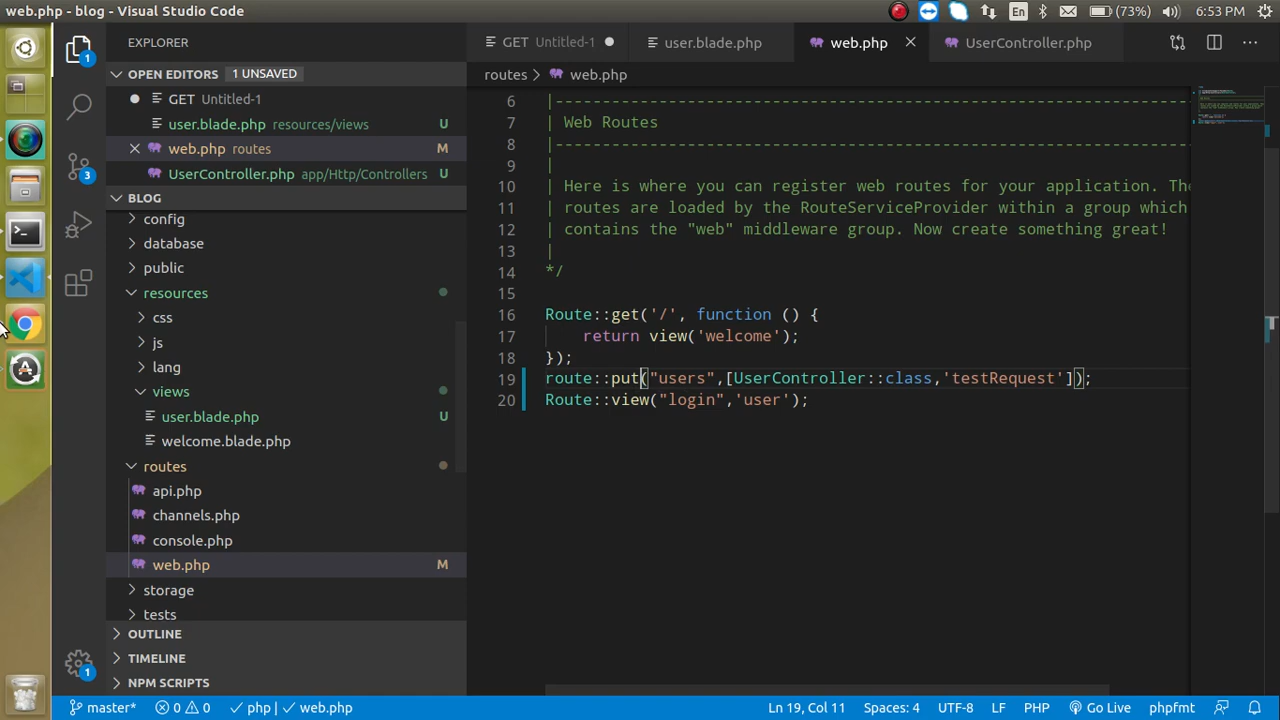 web.php - blog - Visual Studio Code
En
(73%)
6:53 PM
EXPLORER
OPEN EDITORS
1 UNSAVED
GET Untitled-1
user.blade.php resources/views U
web.php routes M
UserController.php app/Http/Controllers U
BLOG
config
database
public
resources
css
js
lang
views
user.blade.php U
welcome.blade.php
routes
api.php
channels.php
console.php
web.php M
storage
tests
OUTLINE
TIMELINE
NPM SCRIPTS
1
3
1
GET Untitled-1
user.blade.php
web.php
UserController.php
routes > web.php
6 |--------------------------------------------------------------------------
7 | Web Routes
8 |--------------------------------------------------------------------------
9 |
10 | Here is where you can register web routes for your application. The
11 | routes are loaded by the RouteServiceProvider within a group which
12 | contains the "web" middleware group. Now create something great!
13 |
14 */
15
16 Route::get('/', function () {
17 return view('welcome');
18 });
19 route::put("users",[UserController::class,'testRequest']);
20 Route::view("login",'user');
master*
0 0
php | web.php
Ln 19, Col 11
Spaces: 4
UTF-8
LF
PHP
Go Live
phpfmt